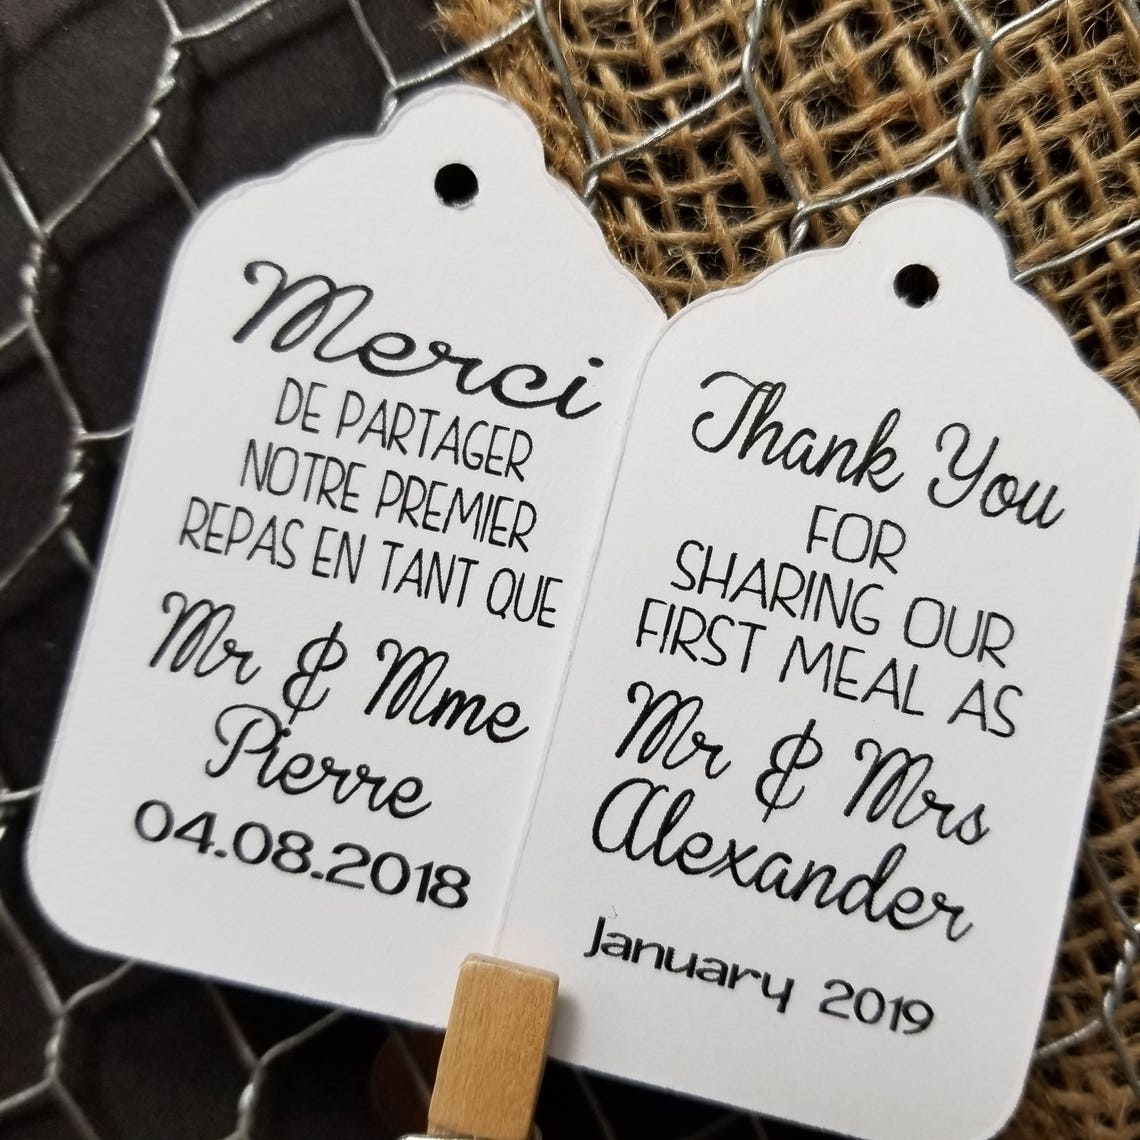 Merci
DE PARTAGER
NOTRE PREMIER
REPAS EN TANT QUE
Mr & Mme
Pierre
04.08.2018
Thank You
FOR
SHARING OUR
FIRST MEAL AS
Mr & Mrs
Alexander
January 2019